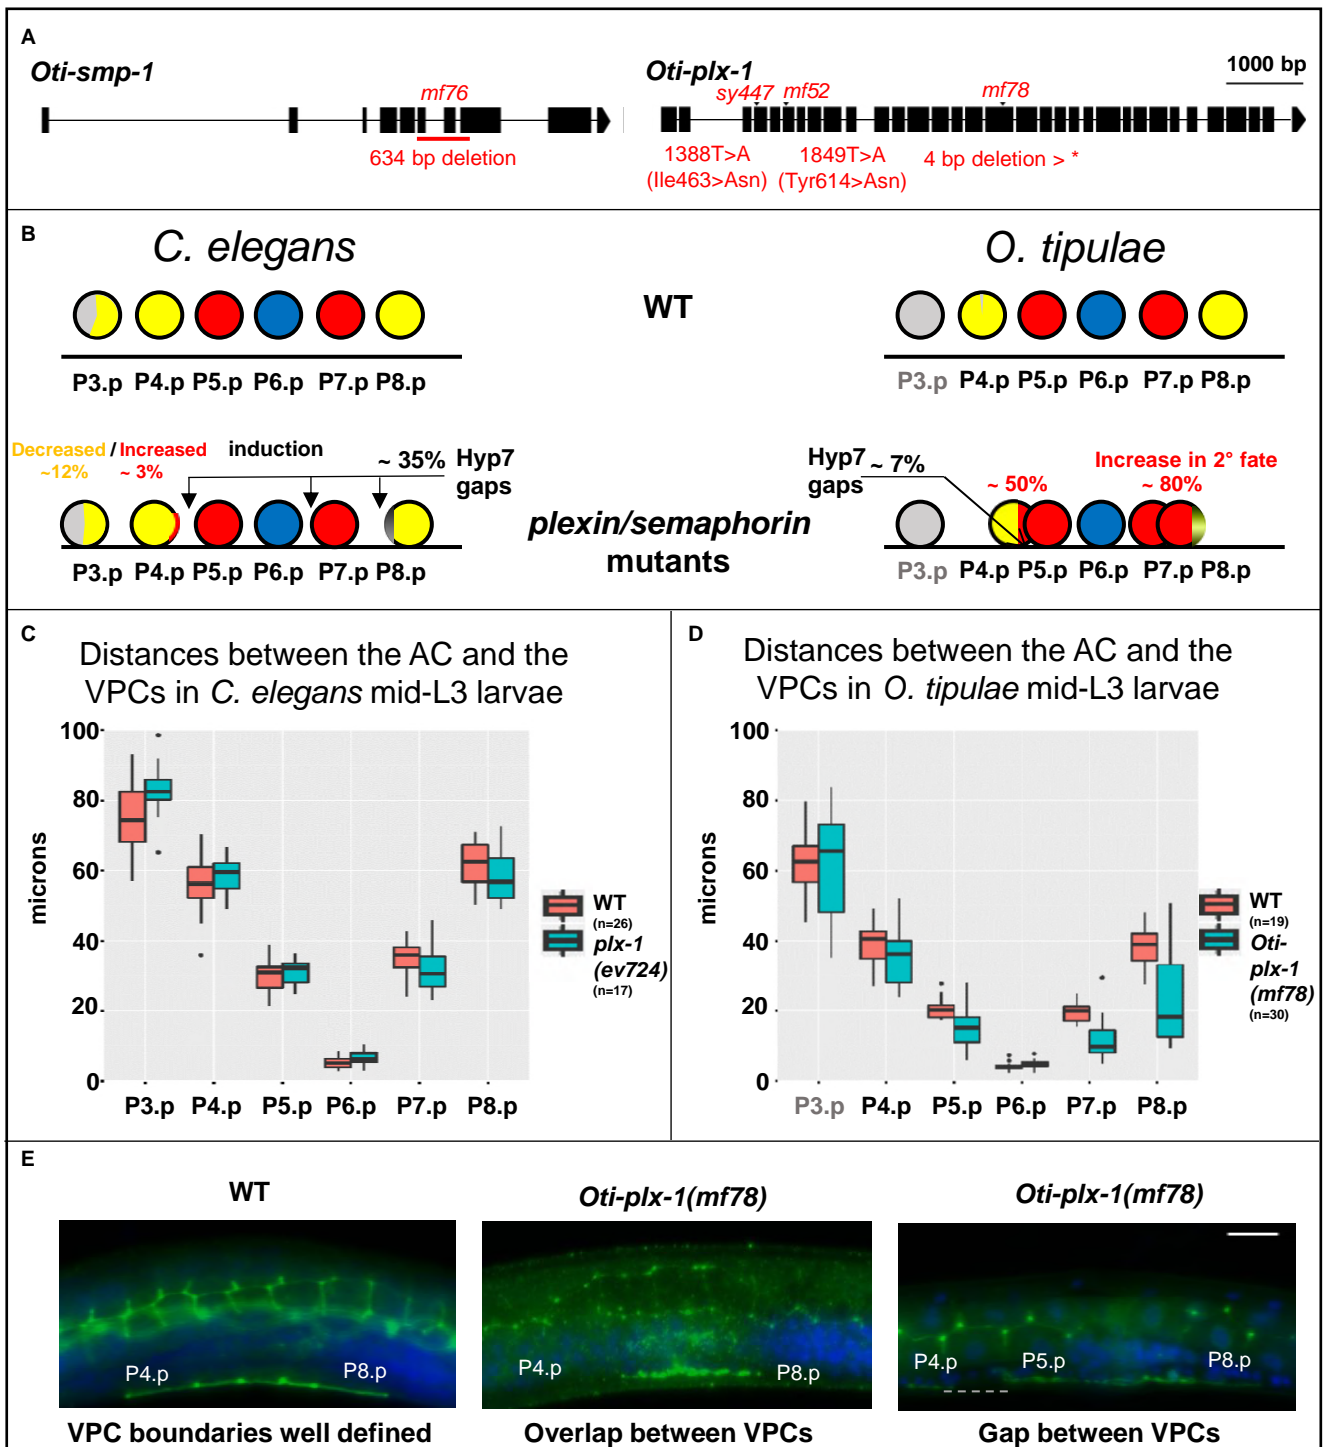 A
Oti-smp-1
mf76
634 bp deletion
Oti-plx-1
1000 bp
sy447
mf52
mf78
1388T>A
(Ile463>Asn)
1849T>A
(Tyr614>Asn)
4 bp deletion > *
B
C. elegans
O. tipulae
WT
P3.p P4.p P5.p P6.p P7.p P8.p
P3.p P4.p P5.p P6.p P7.p P8.p
Decreased / Increased
~12%
~ 3%
induction
~ 35%
Hyp7
gaps
plexin/semaphorin
mutants
Hyp7
gaps
~ 7%
~ 50%
Increase in 2° fate
~ 80%
P3.p P4.p P5.p P6.p P7.p P8.p
P3.p P4.p P5.p P6.p P7.p P8.p
C
Distances between the AC and the
VPCs in C. elegans mid-L3 larvae
microns
100
80
60
40
20
0
P3.p P4.p P5.p P6.p P7.p P8.p
WT
(n=26)
plx-1
(ev724)
(n=17)
D
Distances between the AC and the
VPCs in O. tipulae mid-L3 larvae
microns
100
80
60
40
20
0
P3.p P4.p P5.p P6.p P7.p P8.p
WT
(n=19)
Oti-
plx-1
(mf78)
(n=30)
E
WT
Oti-plx-1(mf78)
Oti-plx-1(mf78)
P4.p P8.p
P4.p P8.p
P4.p P5.p P8.p
VPC boundaries well defined
Overlap between VPCs
Gap between VPCs